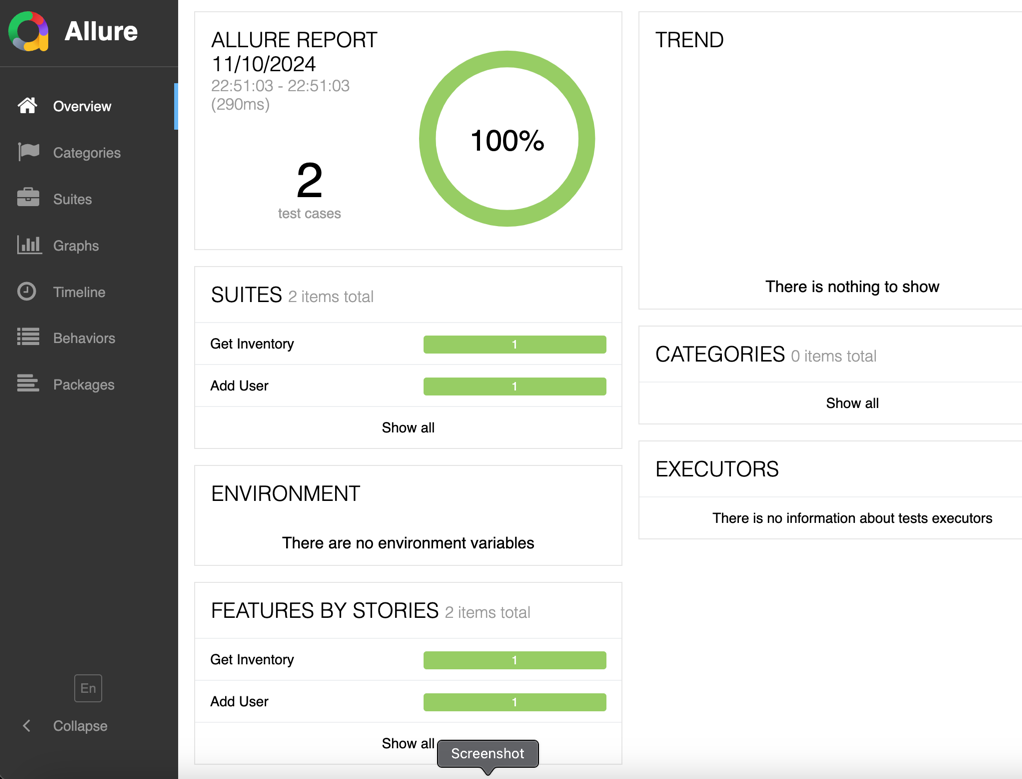 Allure
Overview
Categories
Suites
Graphs
Timeline
Behaviors
Packages
En
Collapse
ALLURE REPORT
11/10/2024
22:51:03 - 22:51:03
(290ms)
2
test cases
100%
SUITES 2 items total
Get Inventory 1
Add User 1
Show all
ENVIRONMENT
There are no environment variables
FEATURES BY STORIES 2 items total
Get Inventory 1
Add User 1
Show all
Screenshot
TREND
There is nothing to show
CATEGORIES 0 items total
Show all
EXECUTORS
There is no information about tests executors